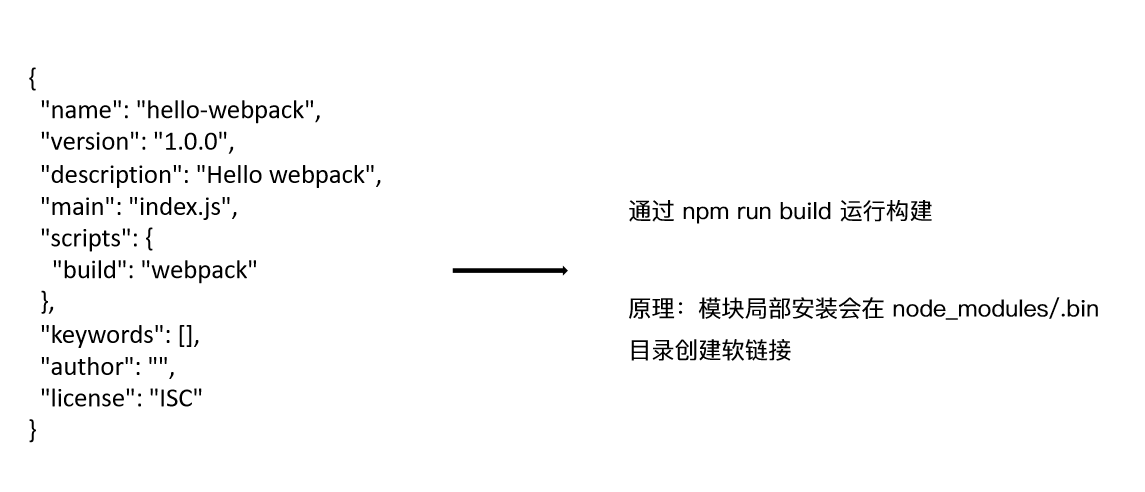 {
"name": "hello-webpack",
"version": "1.0.0",
"description": "Hello webpack",
"main": "index.js",
"scripts": {
"build": "webpack"
},
"keywords": [],
"author": "",
"license": "ISC"
}
通过 npm run build 运行构建
原理：模块局部安装会在 node_modules/.bin
目录创建软链接